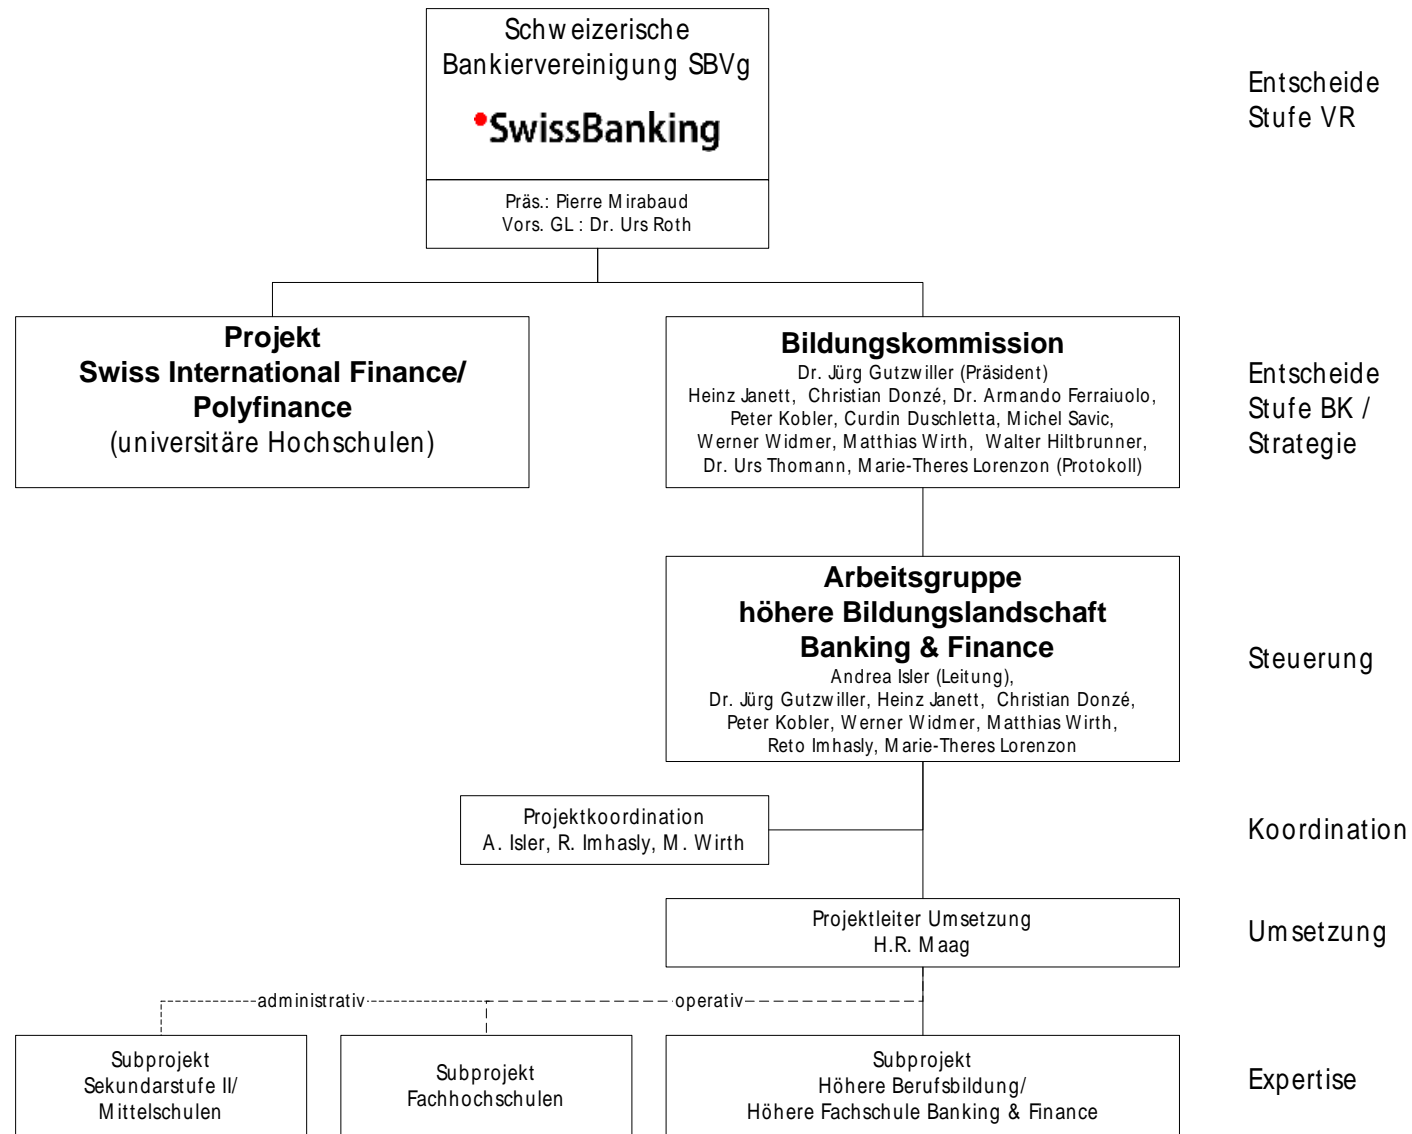 Schweizerische
Bankiervereinigung SBVg
SwissBanking
Präs.: Pierre Mirabaud
Vors. GL : Dr. Urs Roth
Entscheide
Stufe VR
Projekt
Swiss International Finance/
Polyfinance
(universitäre Hochschulen)
Bildungskommission
Dr. Jürg Gutzwiller (Präsident)
Heinz Janett, Christian Donzé, Dr. Armando Ferraiuolo,
Peter Kobler, Curdin Duschletta, Michel Savic,
Werner Widmer, Matthias Wirth, Walter Hiltbrunner,
Dr. Urs Thomann, Marie-Theres Lorenzon (Protokoll)
Entscheide
Stufe BK /
Strategie
Arbeitsgruppe
höhere Bildungslandschaft
Banking & Finance
Andrea Isler (Leitung),
Dr. Jürg Gutzwiller, Heinz Janett, Christian Donzé,
Peter Kobler, Werner Widmer, Matthias Wirth,
Reto Imhasly, Marie-Theres Lorenzon
Steuerung
Projektkoordination
A. Isler, R. Imhasly, M. Wirth
Koordination
Projektleiter Umsetzung
H.R. Maag
Umsetzung
administrativ
operativ
Subprojekt
Sekundarstufe II/
Mittelschulen
Subprojekt
Fachhochschulen
Subprojekt
Höhere Berufsbildung/
Höhere Fachschule Banking & Finance
Expertise